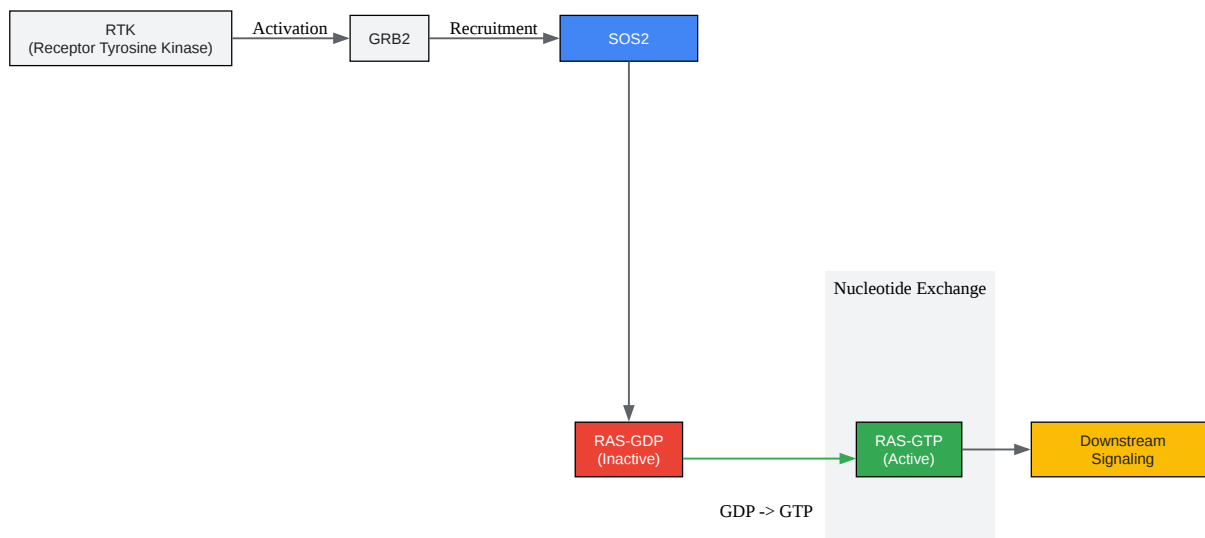 RTK
(Receptor Tyrosine Kinase)
Activation
GRB2
Recruitment
SOS2
Nucleotide Exchange
RAS-GDP
(Inactive)
RAS-GTP
(Active)
Downstream
Signaling
GDP -> GTP